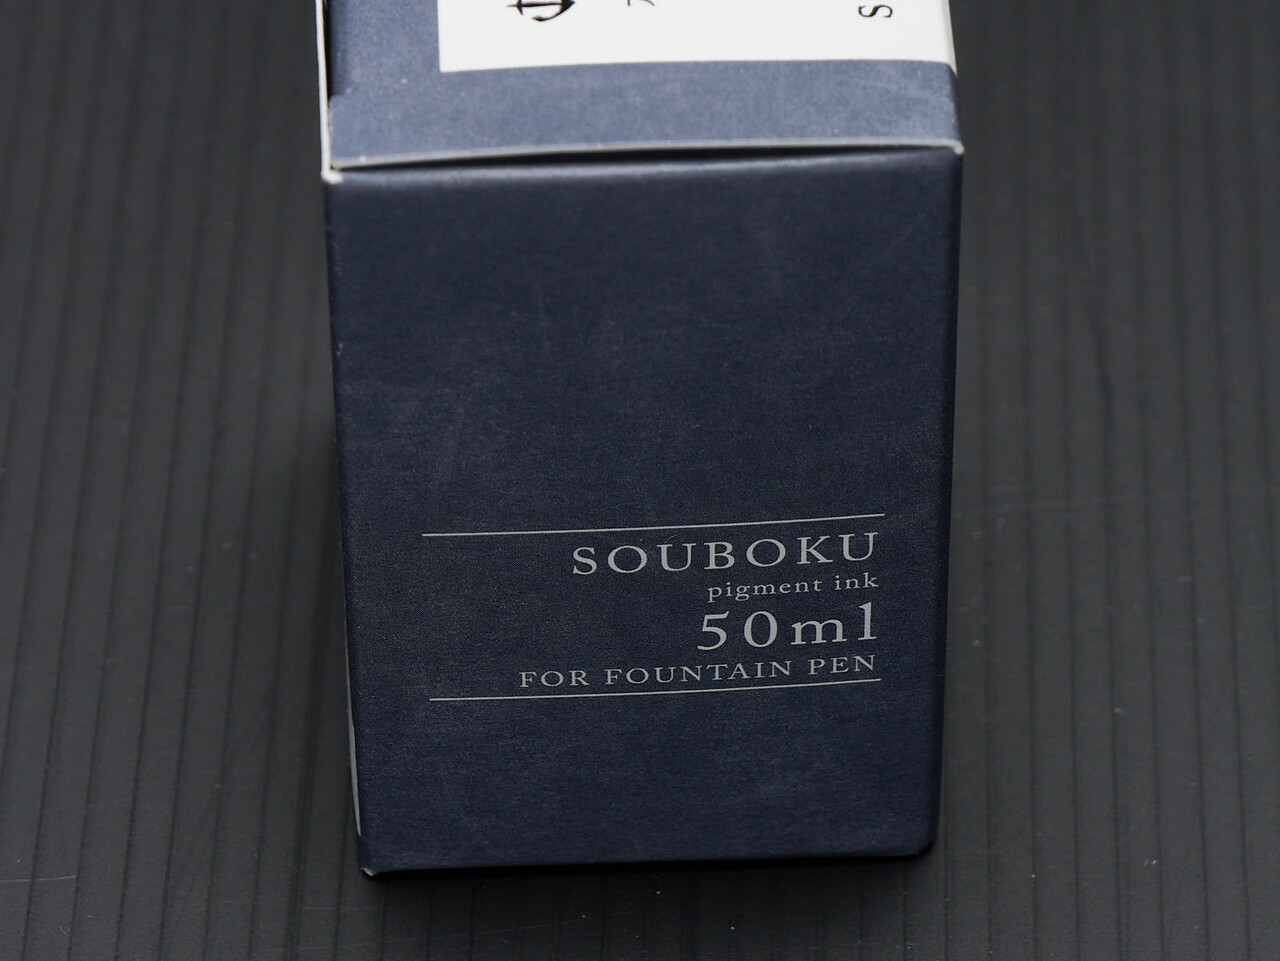 SOUBOKU
pigment ink
50ml
FOR FOUNTAIN PEN